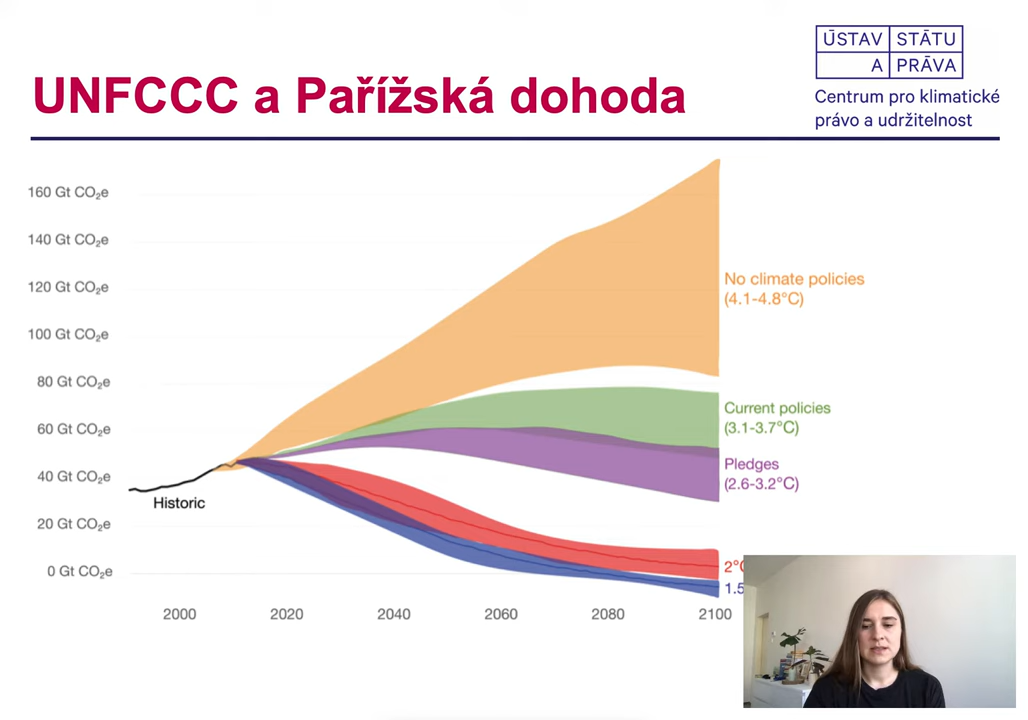 ÚSTAV STÁTU
A PRÁVA
Centrum pro klimatické
právo a udržitelnost
UNFCCC a Pařížská dohoda
160 Gt CO₂e
140 Gt CO₂e
120 Gt CO₂e
100 Gt CO₂e
80 Gt CO₂e
60 Gt CO₂e
40 Gt CO₂e
20 Gt CO₂e
0 Gt CO₂e
Historic
No climate policies
(4.1-4.8°C)
Current policies
(3.1-3.7°C)
Pledges
(2.6-3.2°C)
2°
1.5
2000 2020 2040 2060 2080 2100